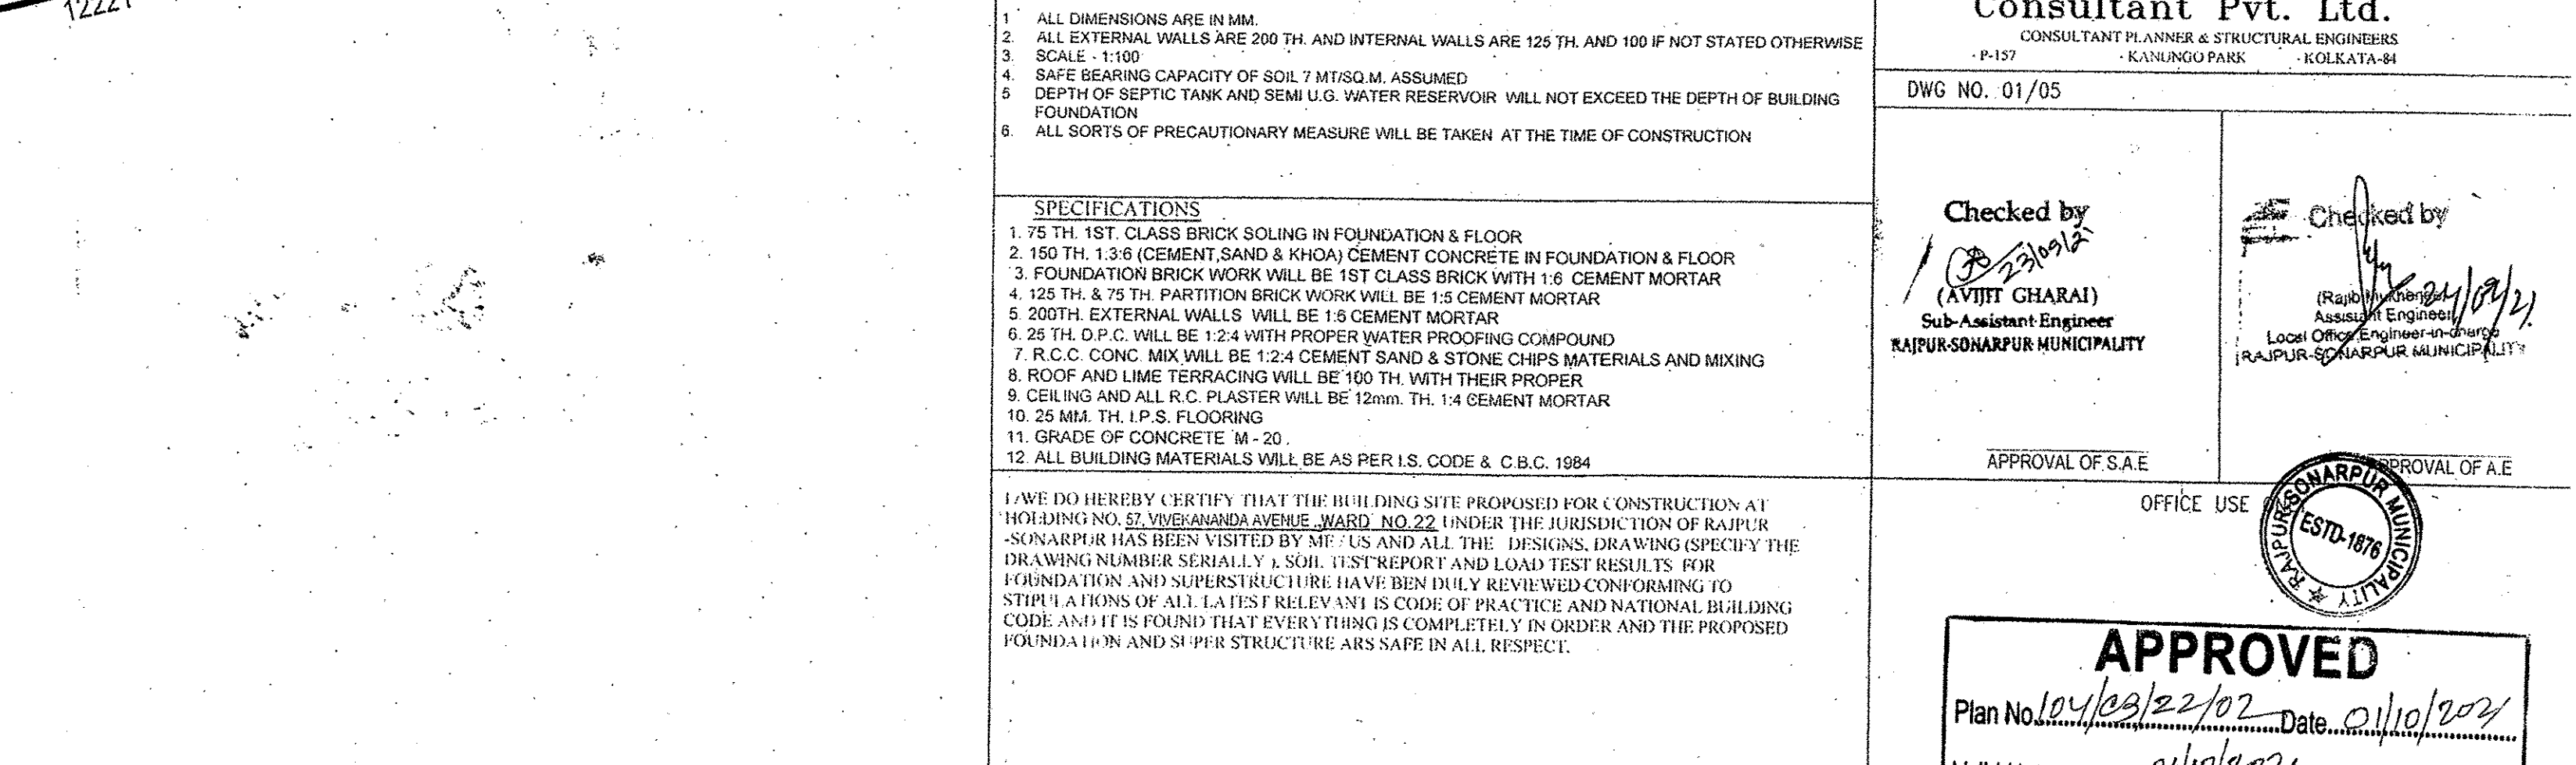 12221
1 ALL DIMENSIONS ARE IN MM.
2. ALL EXTERNAL WALLS ARE 200 TH. AND INTERNAL WALLS ARE 125 TH. AND 100 IF NOT STATED OTHERWISE
3. SCALE - 1:100
4. SAFE BEARING CAPACITY OF SOIL 7 MT/SQ.M. ASSUMED
5 DEPTH OF SEPTIC TANK AND SEMI U.G. WATER RESERVOIR WILL NOT EXCEED THE DEPTH OF BUILDING
FOUNDATION
6. ALL SORTS OF PRECAUTIONARY MEASURE WILL BE TAKEN AT THE TIME OF CONSTRUCTION
SPECIFICATIONS
1. 75 TH. 1ST. CLASS BRICK SOLING IN FOUNDATION & FLOOR
2. 150 TH. 1:3:6 (CEMENT,SAND & KHOA) CEMENT CONCRETE IN FOUNDATION & FLOOR
3. FOUNDATION BRICK WORK WILL BE 1ST CLASS BRICK WITH 1:6 CEMENT MORTAR
4. 125 TH. & 75 TH. PARTITION BRICK WORK WILL BE 1:5 CEMENT MORTAR
5. 200TH. EXTERNAL WALLS WILL BE 1:6 CEMENT MORTAR
6. 25 TH. D.P.C. WILL BE 1:2:4 WITH PROPER WATER PROOFING COMPOUND
7. R.C.C. CONC. MIX WILL BE 1:2:4 CEMENT SAND & STONE CHIPS MATERIALS AND MIXING
8. ROOF AND LIME TERRACING WILL BE 100 TH. WITH THEIR PROPER
9. CEILING AND ALL R.C. PLASTER WILL BE 12mm. TH. 1:4 CEMENT MORTAR
10. 25 MM. TH. I.P.S. FLOORING
11. GRADE OF CONCRETE M - 20.
12. ALL BUILDING MATERIALS WILL BE AS PER I.S. CODE & C.B.C. 1984
I /WE DO HEREBY CERTIFY THAT THE BUILDING SITE PROPOSED FOR CONSTRUCTION AT
HOLDING NO. 57, VIVEKANANDA AVENUE ,WARD NO.22 UNDER THE JURISDICTION OF RAJPUR
-SONARPUR HAS BEEN VISITED BY ME / US AND ALL THE DESIGNS, DRAWING (SPECIFY THE
DRAWING NUMBER SERIALLY ), SOIL TEST REPORT AND LOAD TEST RESULTS FOR
FOUNDATION AND SUPERSTRUCTURE HAVE BEN DULY REVIEWED CONFORMING TO
STIPULATIONS OF ALL LATEST RELEVANT IS CODE OF PRACTICE AND NATIONAL BUILDING
CODE AND IT IS FOUND THAT EVERYTHING IS COMPLETELY IN ORDER AND THE PROPOSED
FOUNDATION AND SUPER STRUCTURE ARS SAFE IN ALL RESPECT.
Consultant Pvt. Ltd.
CONSULTANT PLANNER & STRUCTURAL ENGINEERS
· P-157 · KANUNGO PARK · KOLKATA-84
DWG NO. 01/05
Checked by
23/09/21
(AVIJIT GHARAI)
Sub-Assistant Engineer
RAJPUR-SONARPUR MUNICIPALITY
APPROVAL OF S.A.E
Checked by
24/09/21
(Rajib Mukherjee)
Assistant Engineer
Local Office Engineer-in-charge
RAJPUR-SONARPUR MUNICIPALITY
APPROVAL OF A.E
OFFICE USE
RAJPUR-SONARPUR MUNICIPALITY
ESTD-1876
APPROVED
Plan No. 104/CB/22/02 Date. 01/10/2021